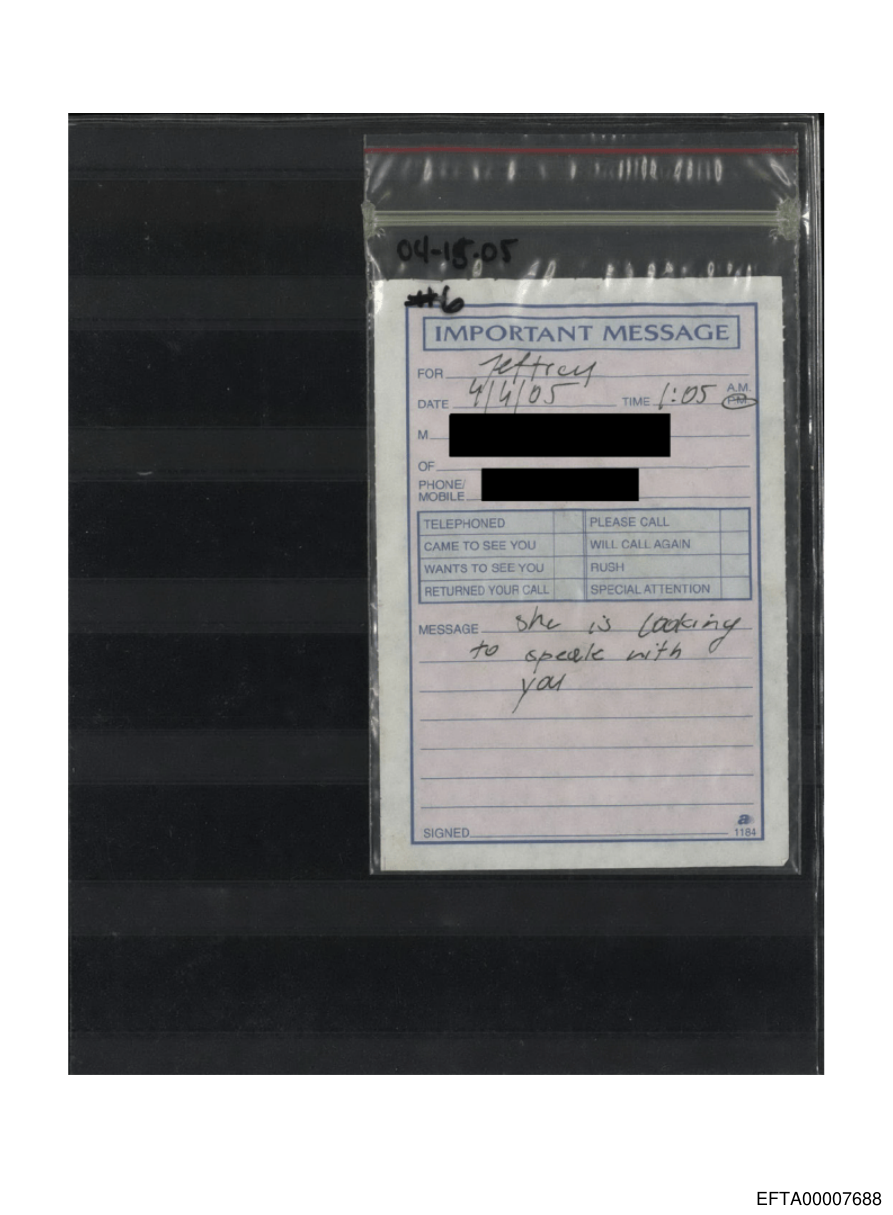 04-15-05
#6
IMPORTANT MESSAGE
FOR Jeffrey
DATE 4/4/05 TIME 1:05 A.M.
P.M.
M
OF
PHONE/
MOBILE
TELEPHONED PLEASE CALL
CAME TO SEE YOU WILL CALL AGAIN
WANTS TO SEE YOU RUSH
RETURNED YOUR CALL SPECIAL ATTENTION
MESSAGE she is looking
to speak with
you
SIGNED
a
1184
EFTA00007688